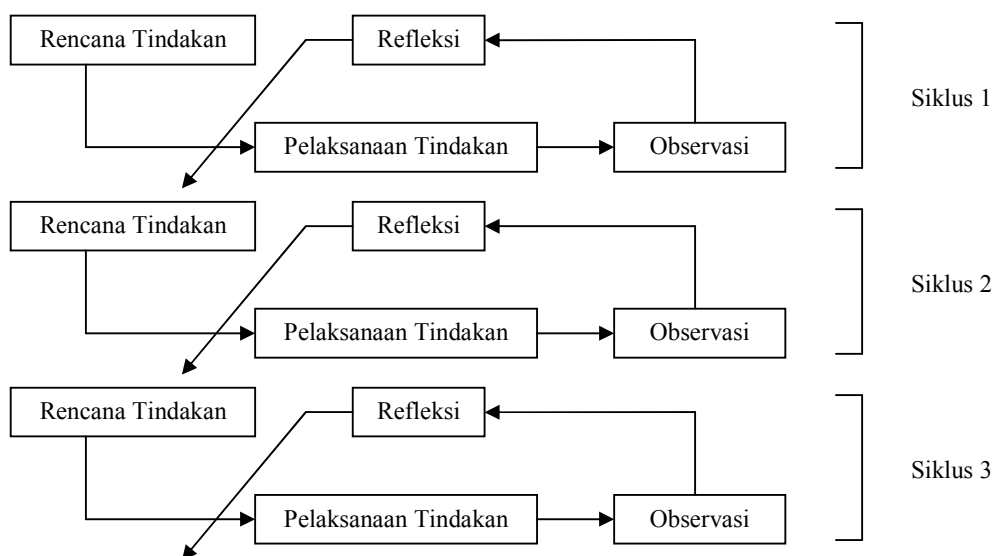 Rencana Tindakan
Refleksi
Siklus 1
Pelaksanaan Tindakan
Observasi
Rencana Tindakan
Refleksi
Siklus 2
Pelaksanaan Tindakan
Observasi
Rencana Tindakan
Refleksi
Siklus 3
Pelaksanaan Tindakan
Observasi